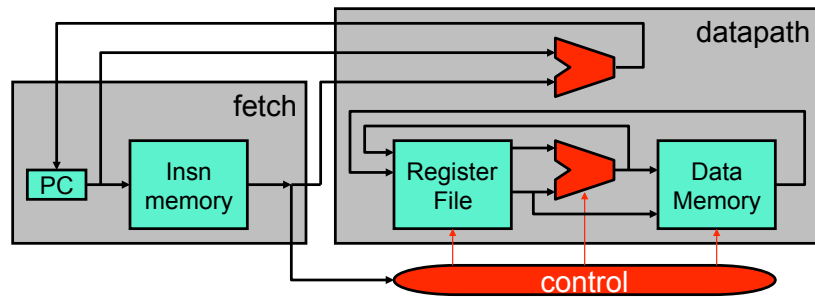 datapath
fetch
PC
Insn
memory
Register
File
Data
Memory
control